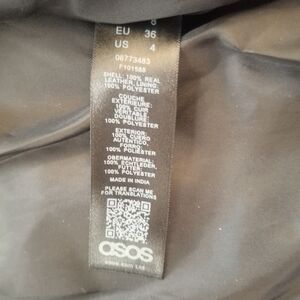 8
EU 36
US 4
08773483
F101588
SHELL: 100% REAL
LEATHER, LINING:
100% POLYESTER
COUCHE
EXTERIEURE:
100% CUIR
VERITABLE,
DOUBLURE:
100% POLYESTER
EXTERIOR:
100% CUERO
AUTENTICO,
FORRO:
100% POLIESTER
OBERMATERIAL:
100% ECHTLEDER,
FUTTER:
100% POLYESTER
MADE IN INDIA
PLEASE SCAN ME
FOR TRANSLATIONS
asos